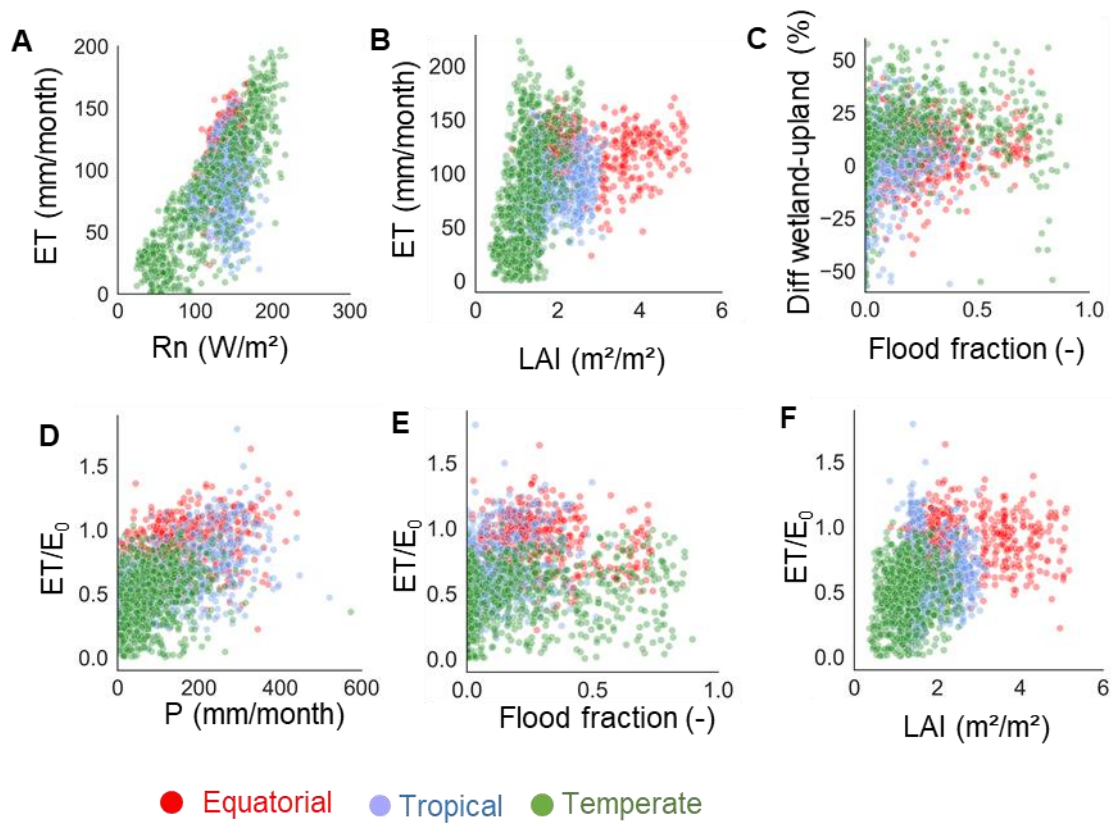 A
200
150
100
50
0
ET (mm/month)
0 100 200 300
Rn (W/m²)
B
200
150
100
50
0
ET (mm/month)
0 2 4 6
LAI (m²/m²)
C
50
25
0
−25
−50
Diff wetland-upland (%)
0.0 0.5 1.0
Flood fraction (-)
D
1.5
1.0
0.5
0.0
ET/E₀
0 200 400 600
P (mm/month)
E
1.5
1.0
0.5
0.0
ET/E₀
0.0 0.5 1.0
Flood fraction (-)
F
1.5
1.0
0.5
0.0
ET/E₀
0 2 4 6
LAI (m²/m²)
Equatorial Tropical Temperate